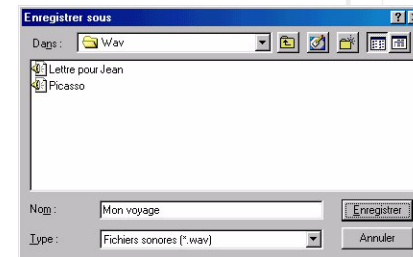 Enregistrer sous
Dans : Wav
Lettre pour Jean
Picasso
Nom : Mon voyage Enregistrer
Type : Fichiers sonores (*.wav) Annuler